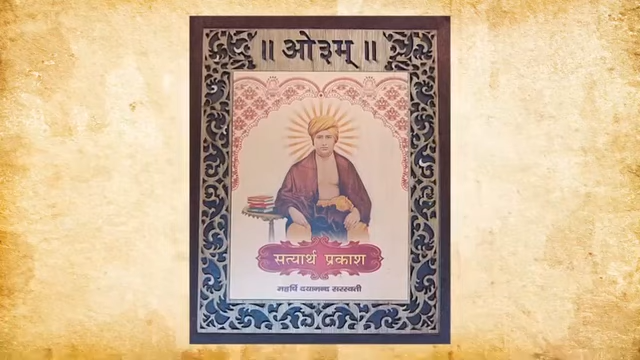 ॥ ओ३म् ॥
सत्यार्थ प्रकाश
महर्षि दयानन्द सरस्वती